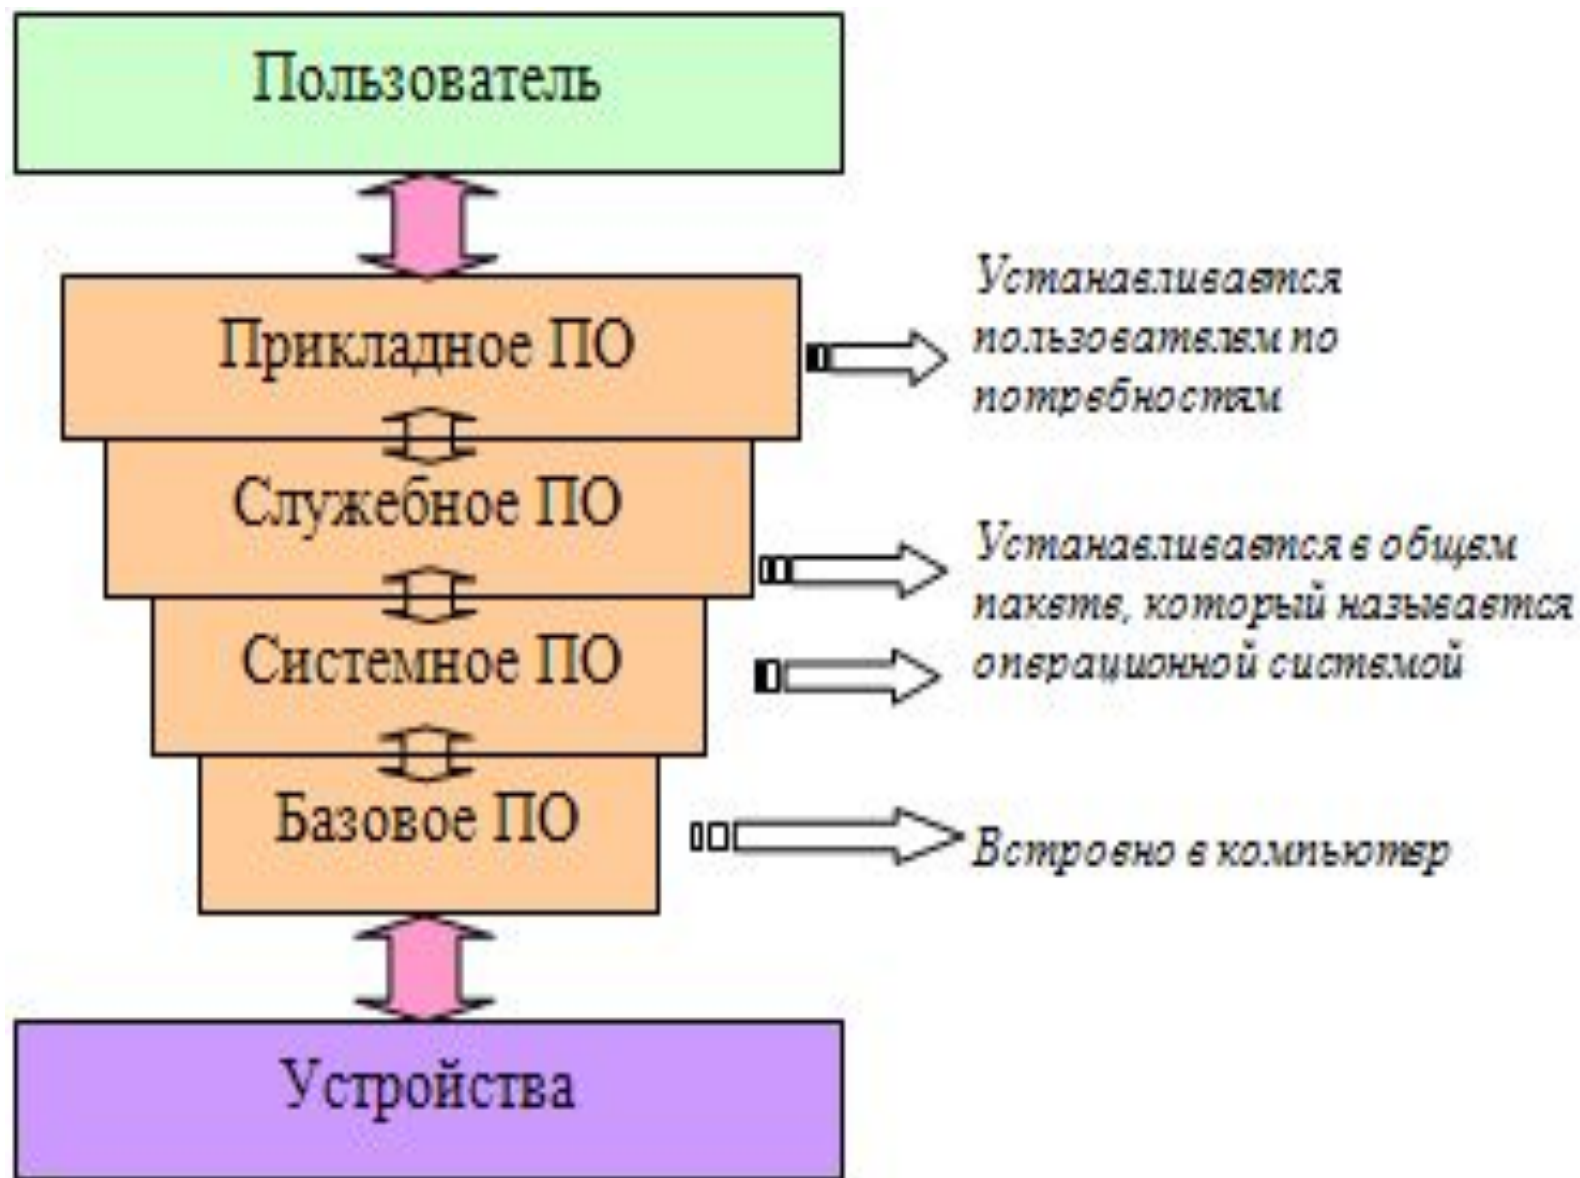 Пользователь
Прикладное ПО
Устанавливается
пользователем по
потребностям
Служебное ПО
Устанавливается в общем
пакете, который называется
операционной системой
Системное ПО
Базовое ПО
Встроено в компьютер
Устройства